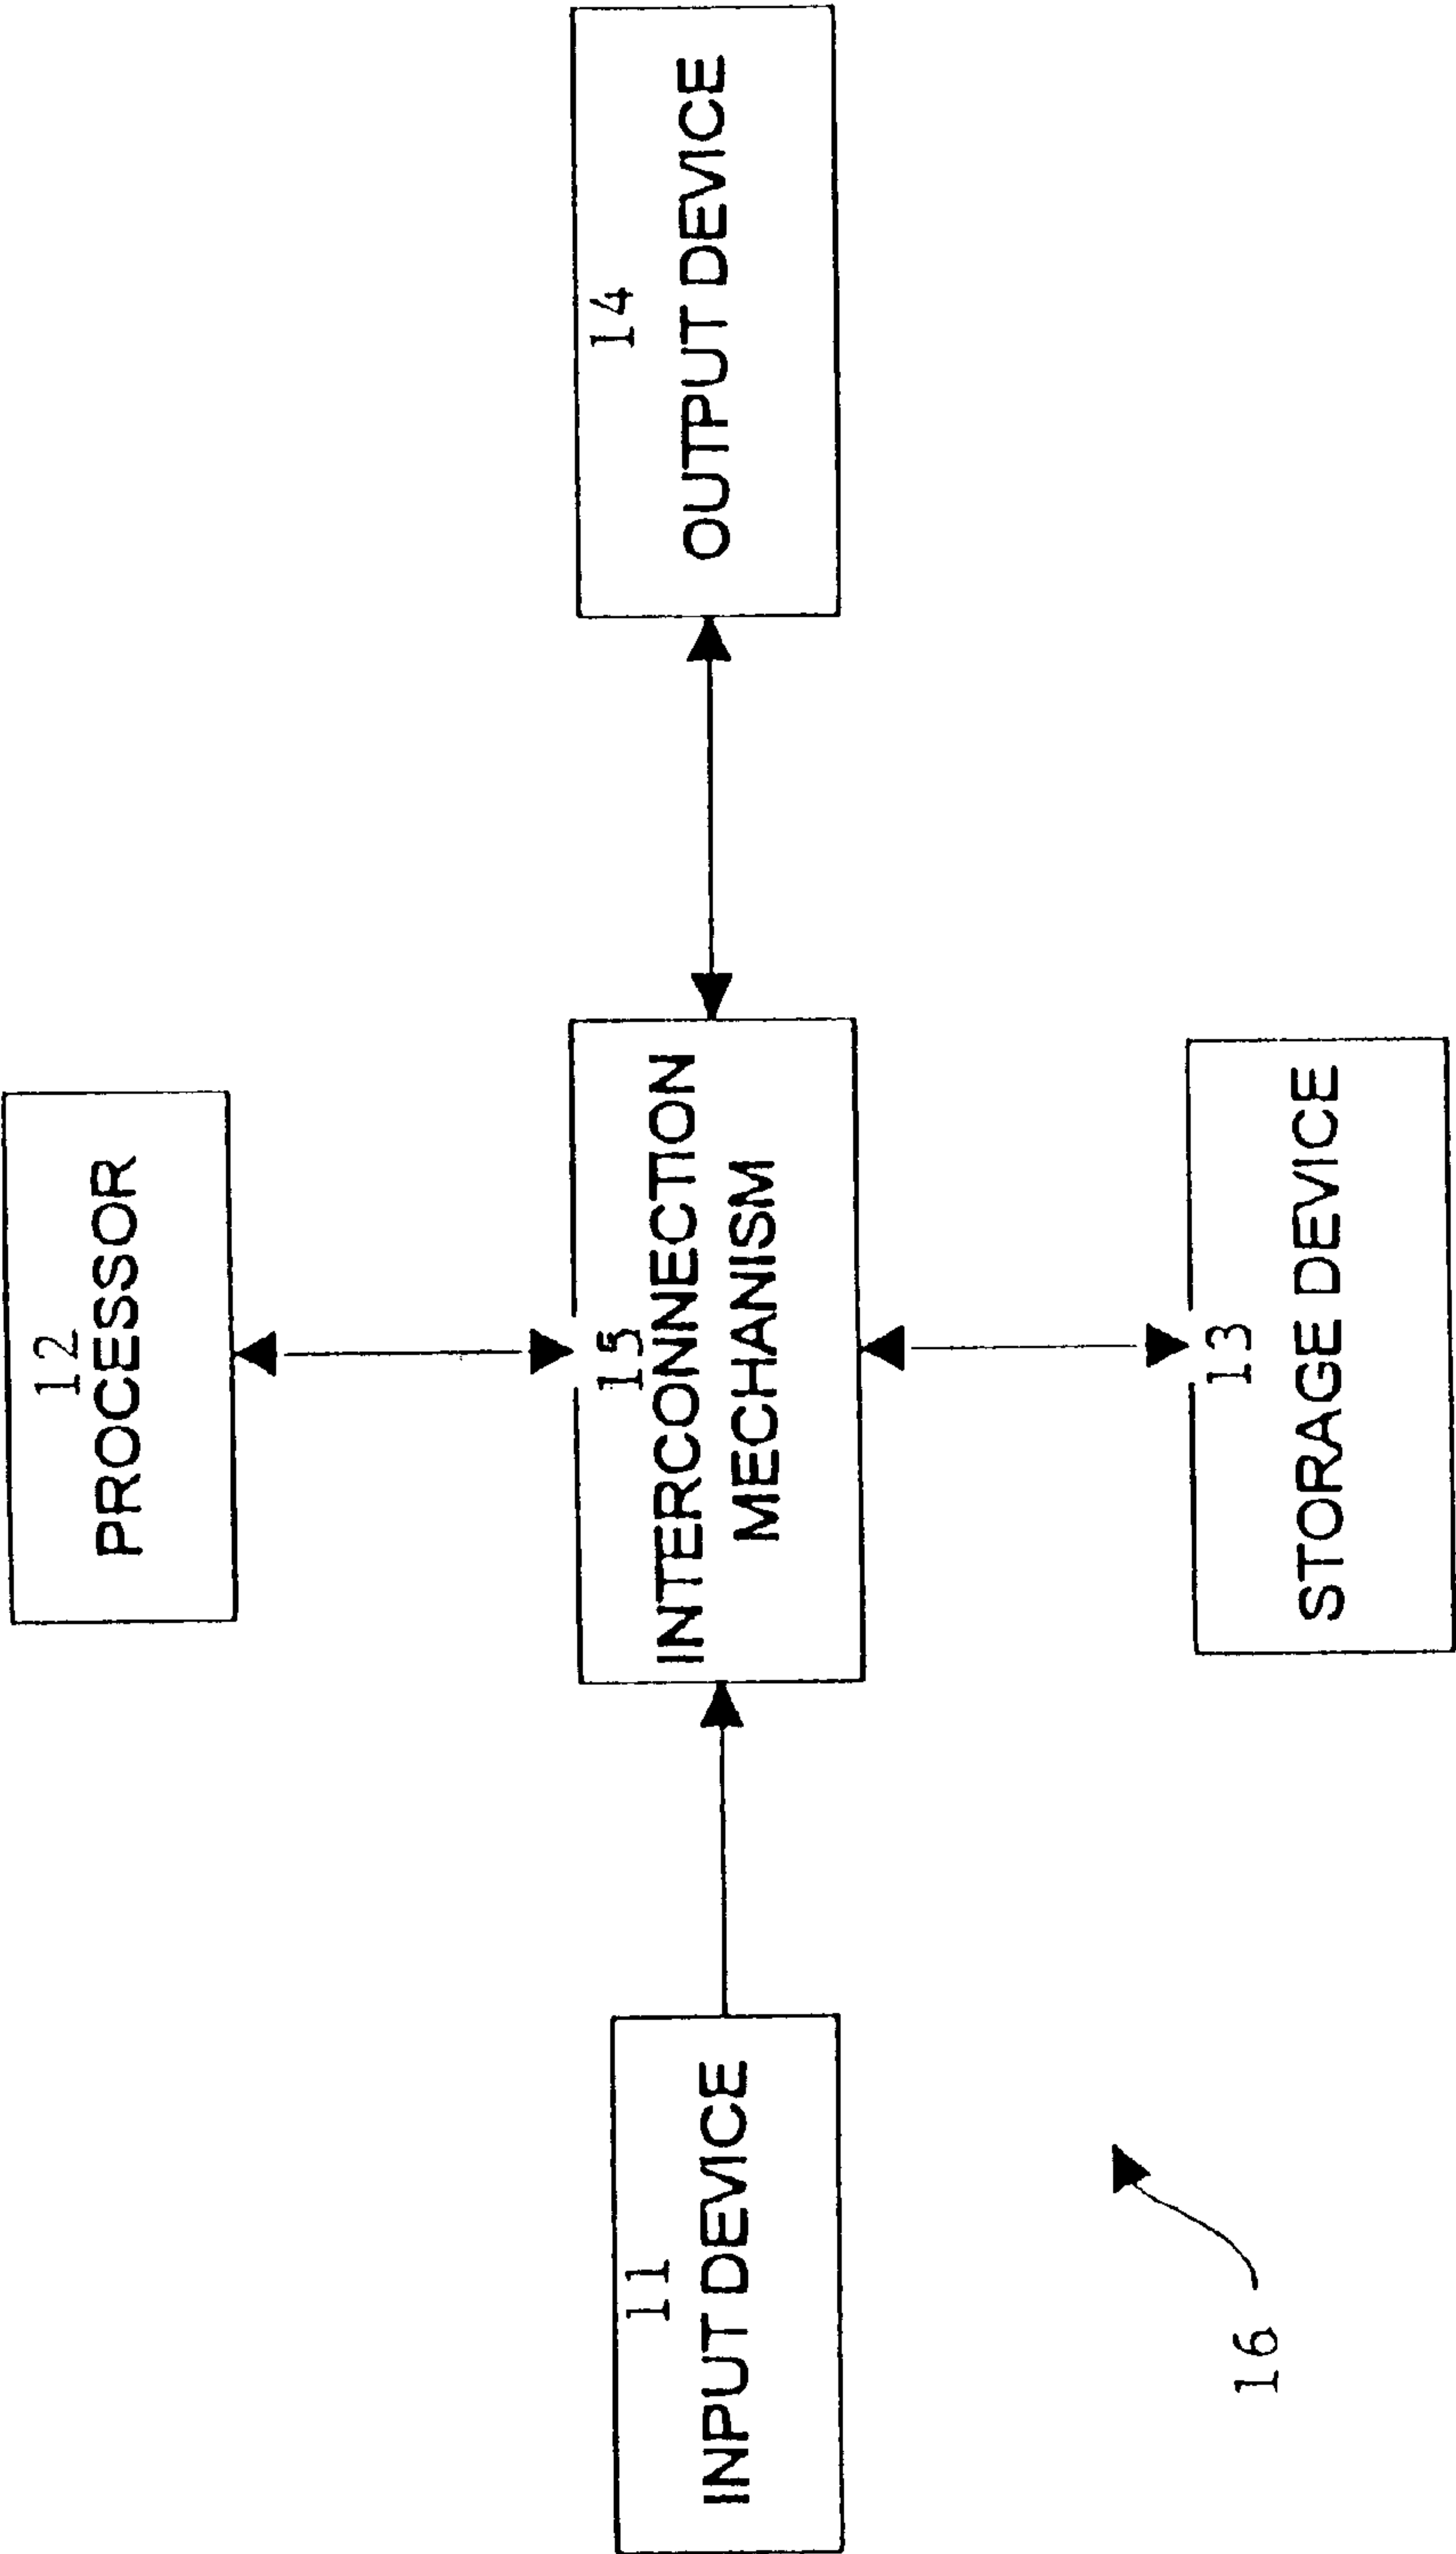 12
PROCESSOR
11
INPUT DEVICE
15
INTERCONNECTION
MECHANISM
14
OUTPUT DEVICE
13
STORAGE DEVICE
16